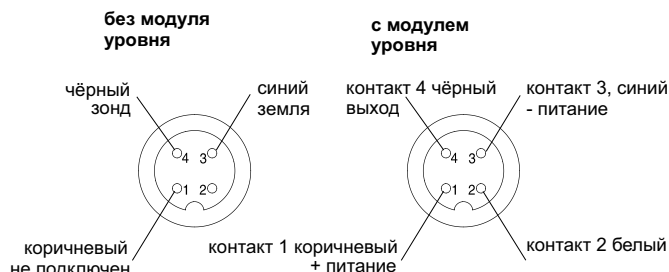 без модуля
уровня
чёрный
зонд
синий
земля
4 3
1 2
коричневый
не подключен
с модулем
уровня
контакт 4 чёрный
выход
контакт 3, синий
- питание
4 3
1 2
контакт 1 коричневый
+ питание
контакт 2 белый